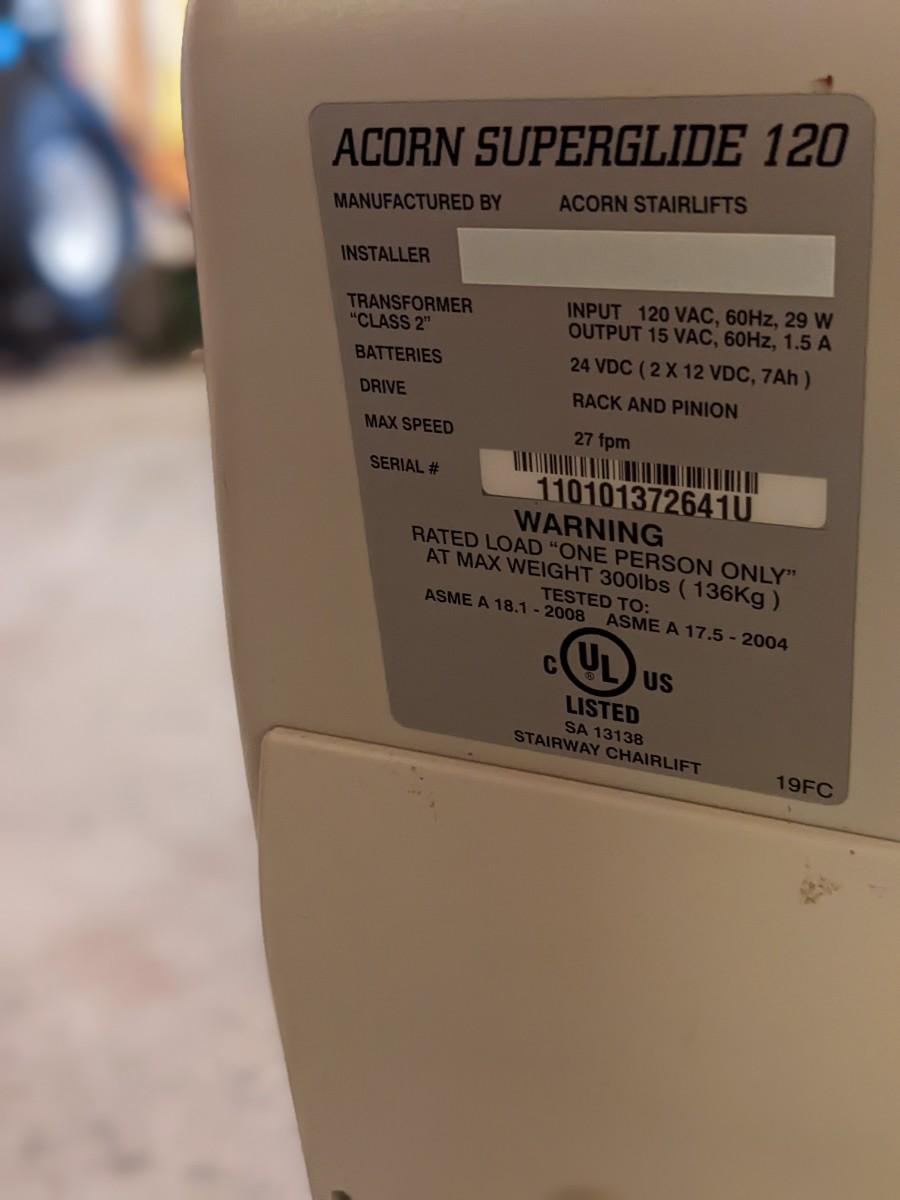 ACORN SUPERGLIDE 120
MANUFACTURED BY ACORN STAIRLIFTS
INSTALLER
TRANSFORMER INPUT 120 VAC, 60Hz, 29 W
"CLASS 2" OUTPUT 15 VAC, 60Hz, 1.5 A
BATTERIES 24 VDC ( 2 X 12 VDC, 7Ah )
DRIVE RACK AND PINION
MAX SPEED 27 fpm
SERIAL #
110101372641U
WARNING
RATED LOAD "ONE PERSON ONLY"
AT MAX WEIGHT 300lbs ( 136Kg )
TESTED TO:
ASME A 18.1 - 2008 ASME A 17.5 - 2004
C UL ® US
LISTED
SA 13138
STAIRWAY CHAIRLIFT
19FC